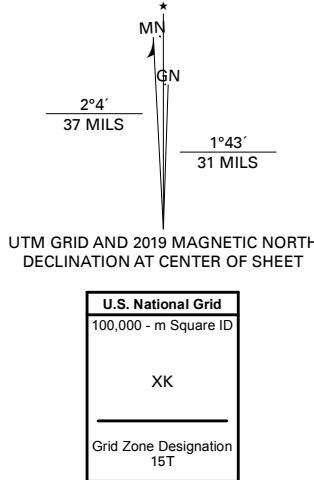 ★
MN
GN
2°4´
37 MILS
1°43´
31 MILS
UTM GRID AND 2019 MAGNETIC NORTH
DECLINATION AT CENTER OF SHEET
U.S. National Grid
100,000 - m Square ID
XK
Grid Zone Designation
15T